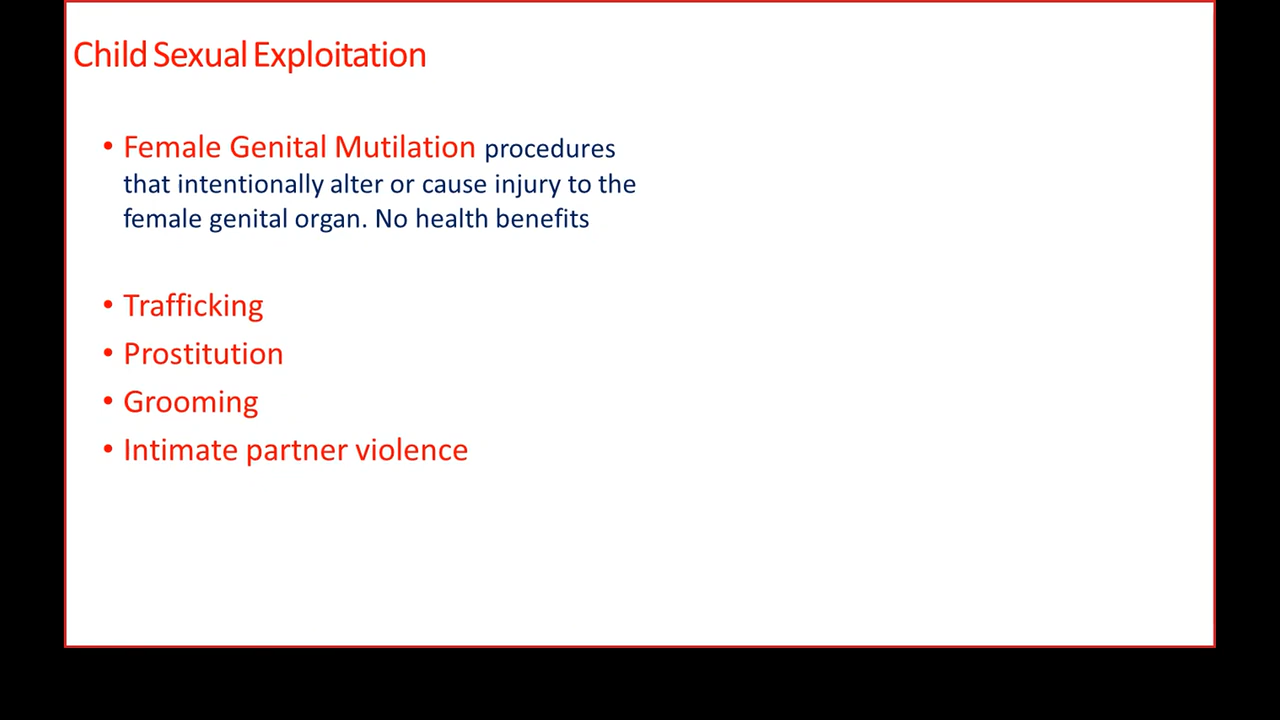 Child Sexual Exploitation
• Female Genital Mutilation procedures
that intentionally alter or cause injury to the
female genital organ. No health benefits
• Trafficking
• Prostitution
• Grooming
• Intimate partner violence